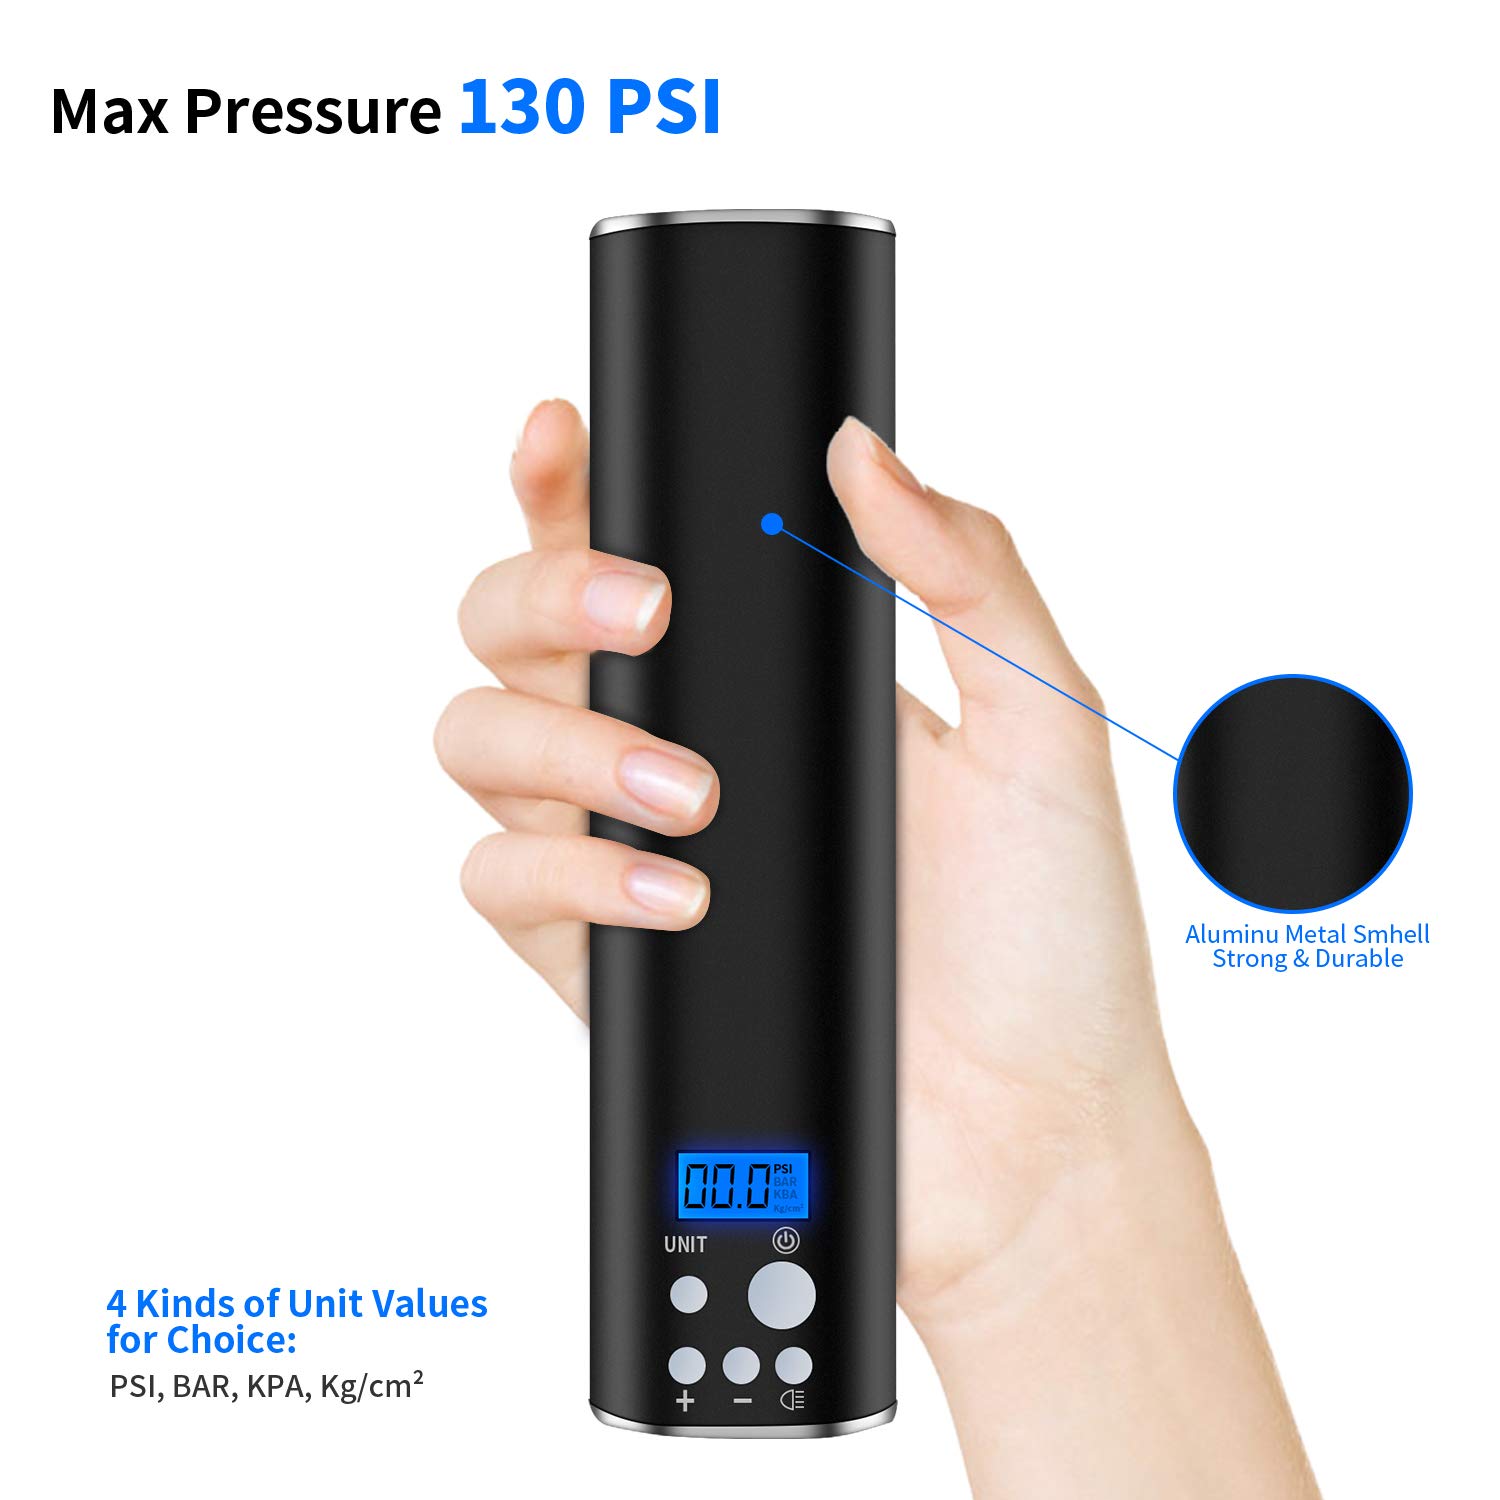 Max Pressure 130 PSI
00.0
PSI
BAR
KBA
Kg/cm²
UNIT
+
−
Aluminu Metal Smhell
Strong & Durable
4 Kinds of Unit Values
for Choice:
PSI, BAR, KPA, Kg/cm²